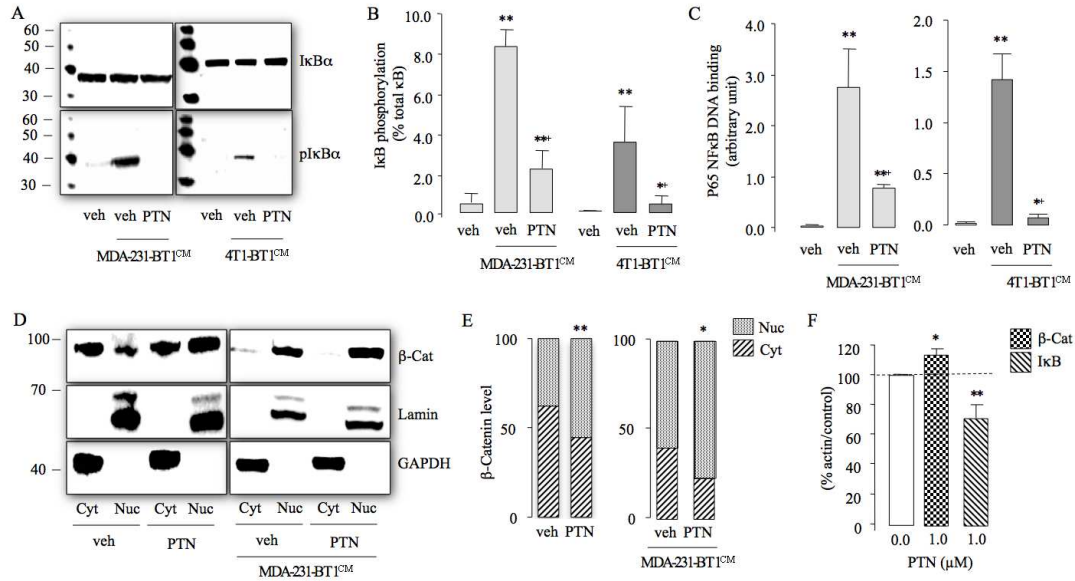 A
60
50
40
30
60
50
40
30
IκBα
pIκBα
veh veh PTN veh veh PTN
MDA-231-BT1CM 4T1-BT1CM
B
IκB phosphorylation
(% total κB)
10.0
8.0
6.0
4.0
2.0
0.0
**
**+
**
*+
veh veh PTN veh veh PTN
MDA-231-BT1CM 4T1-BT1CM
C
P65 NFκB DNA binding
(arbitrary unit)
4.0
3.0
2.0
1.0
0.0
**
**+
veh veh PTN
MDA-231-BT1CM
2.0
1.5
1.0
0.5
0.0
**
*+
veh veh PTN
4T1-BT1CM
D
100
70
40
β-Cat
Lamin
GAPDH
Cyt Nuc Cyt Nuc Cyt Nuc Cyt Nuc
veh PTN veh PTN
MDA-231-BT1CM
E
β-Catenin level
100
50
0
**
veh PTN
100
50
0
*
veh PTN
MDA-231-BT1CM
Nuc
Cyt
F
(% actin/control)
120
100
80
60
40
20
0
*
**
0.0 1.0 1.0
PTN (µM)
β-Cat
IκB